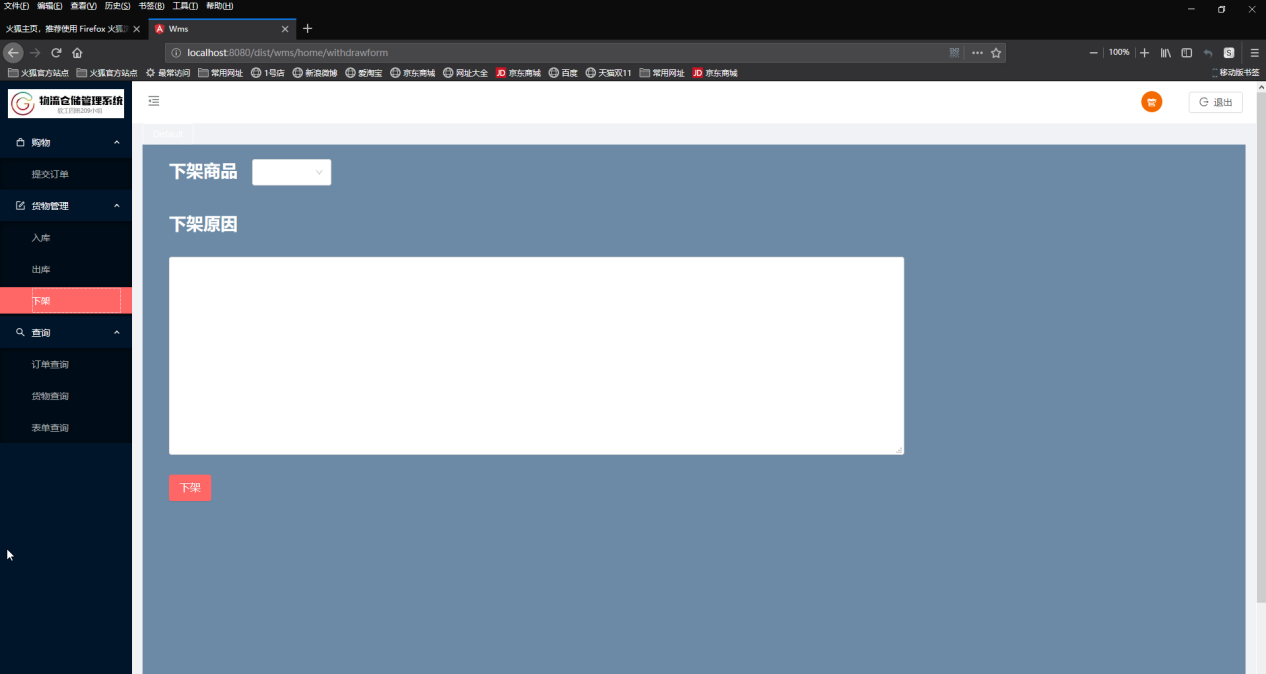 文件(F) 编辑(E) 查看(V) 历史(S) 书签(B) 工具(T) 帮助(H)
火狐主页，推荐使用 Firefox 火狐
Wms
localhost:8080/dist/wms/home/withdrawform
100%
火狐官方站点 火狐官方站点 最常访问 常用网址 1号店 新浪微博 爱淘宝 京东商城 网址大全 JD 京东商城 百度 天猫双11 常用网址 JD 京东商城 移动版书签
物流仓储管理系统
管
退出
Default
购物
提交订单
货物管理
入库
出库
下架
查询
订单查询
货物查询
表单查询
下架商品
下架原因
下架